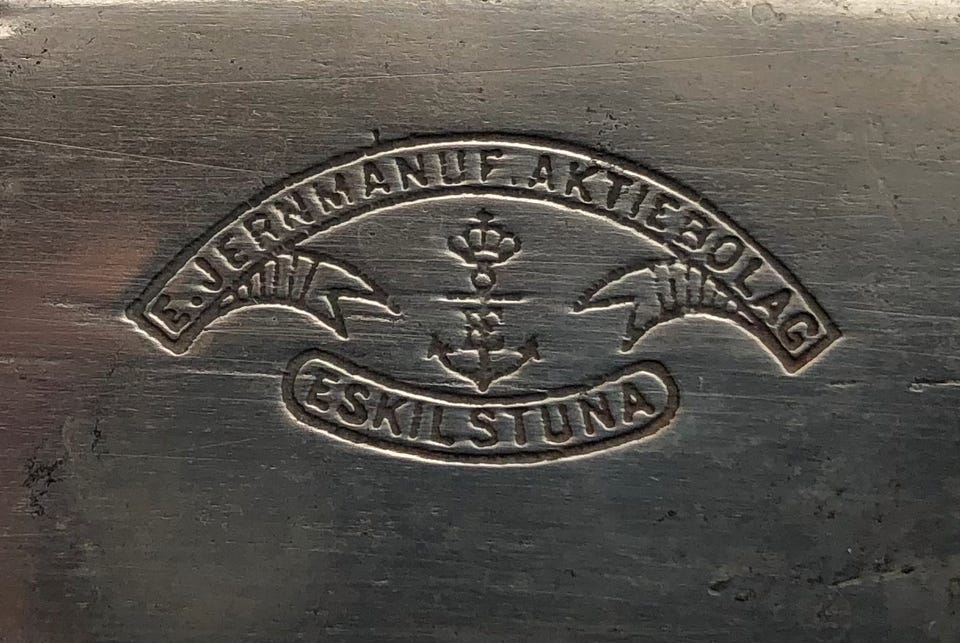 E. JERNMANUF. AKTIEBOLAG
ESKILSTUNA